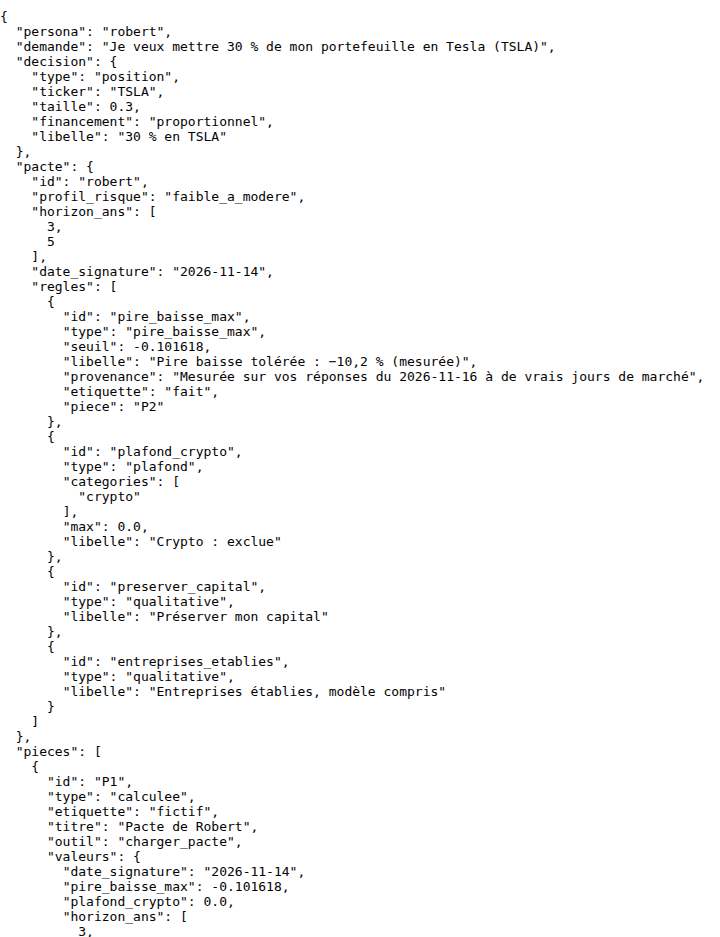 {
  "persona": "robert",
  "demande": "Je veux mettre 30 % de mon portefeuille en Tesla (TSLA)",
  "decision": {
    "type": "position",
    "ticker": "TSLA",
    "taille": 0.3,
    "financement": "proportionnel",
    "libelle": "30 % en TSLA"
  },
  "pacte": {
    "id": "robert",
    "profil_risque": "faible_a_modere",
    "horizon_ans": [
      3,
      5
    ],
    "date_signature": "2026-11-14",
    "regles": [
      {
        "id": "pire_baisse_max",
        "type": "pire_baisse_max",
        "seuil": -0.101618,
        "libelle": "Pire baisse tolérée : −10,2 % (mesurée)",
        "provenance": "Mesurée sur vos réponses du 2026-11-16 à de vrais jours de marché",
        "etiquette": "fait",
        "piece": "P2"
      },
      {
        "id": "plafond_crypto",
        "type": "plafond",
        "categories": [
          "crypto"
        ],
        "max": 0.0,
        "libelle": "Crypto : exclue"
      },
      {
        "id": "preserver_capital",
        "type": "qualitative",
        "libelle": "Préserver mon capital"
      },
      {
        "id": "entreprises_etablies",
        "type": "qualitative",
        "libelle": "Entreprises établies, modèle compris"
      }
    ]
  },
  "pieces": [
    {
      "id": "P1",
      "type": "calculee",
      "etiquette": "fictif",
      "titre": "Pacte de Robert",
      "outil": "charger_pacte",
      "valeurs": {
        "date_signature": "2026-11-14",
        "pire_baisse_max": -0.101618,
        "plafond_crypto": 0.0,
        "horizon_ans": [
          3,